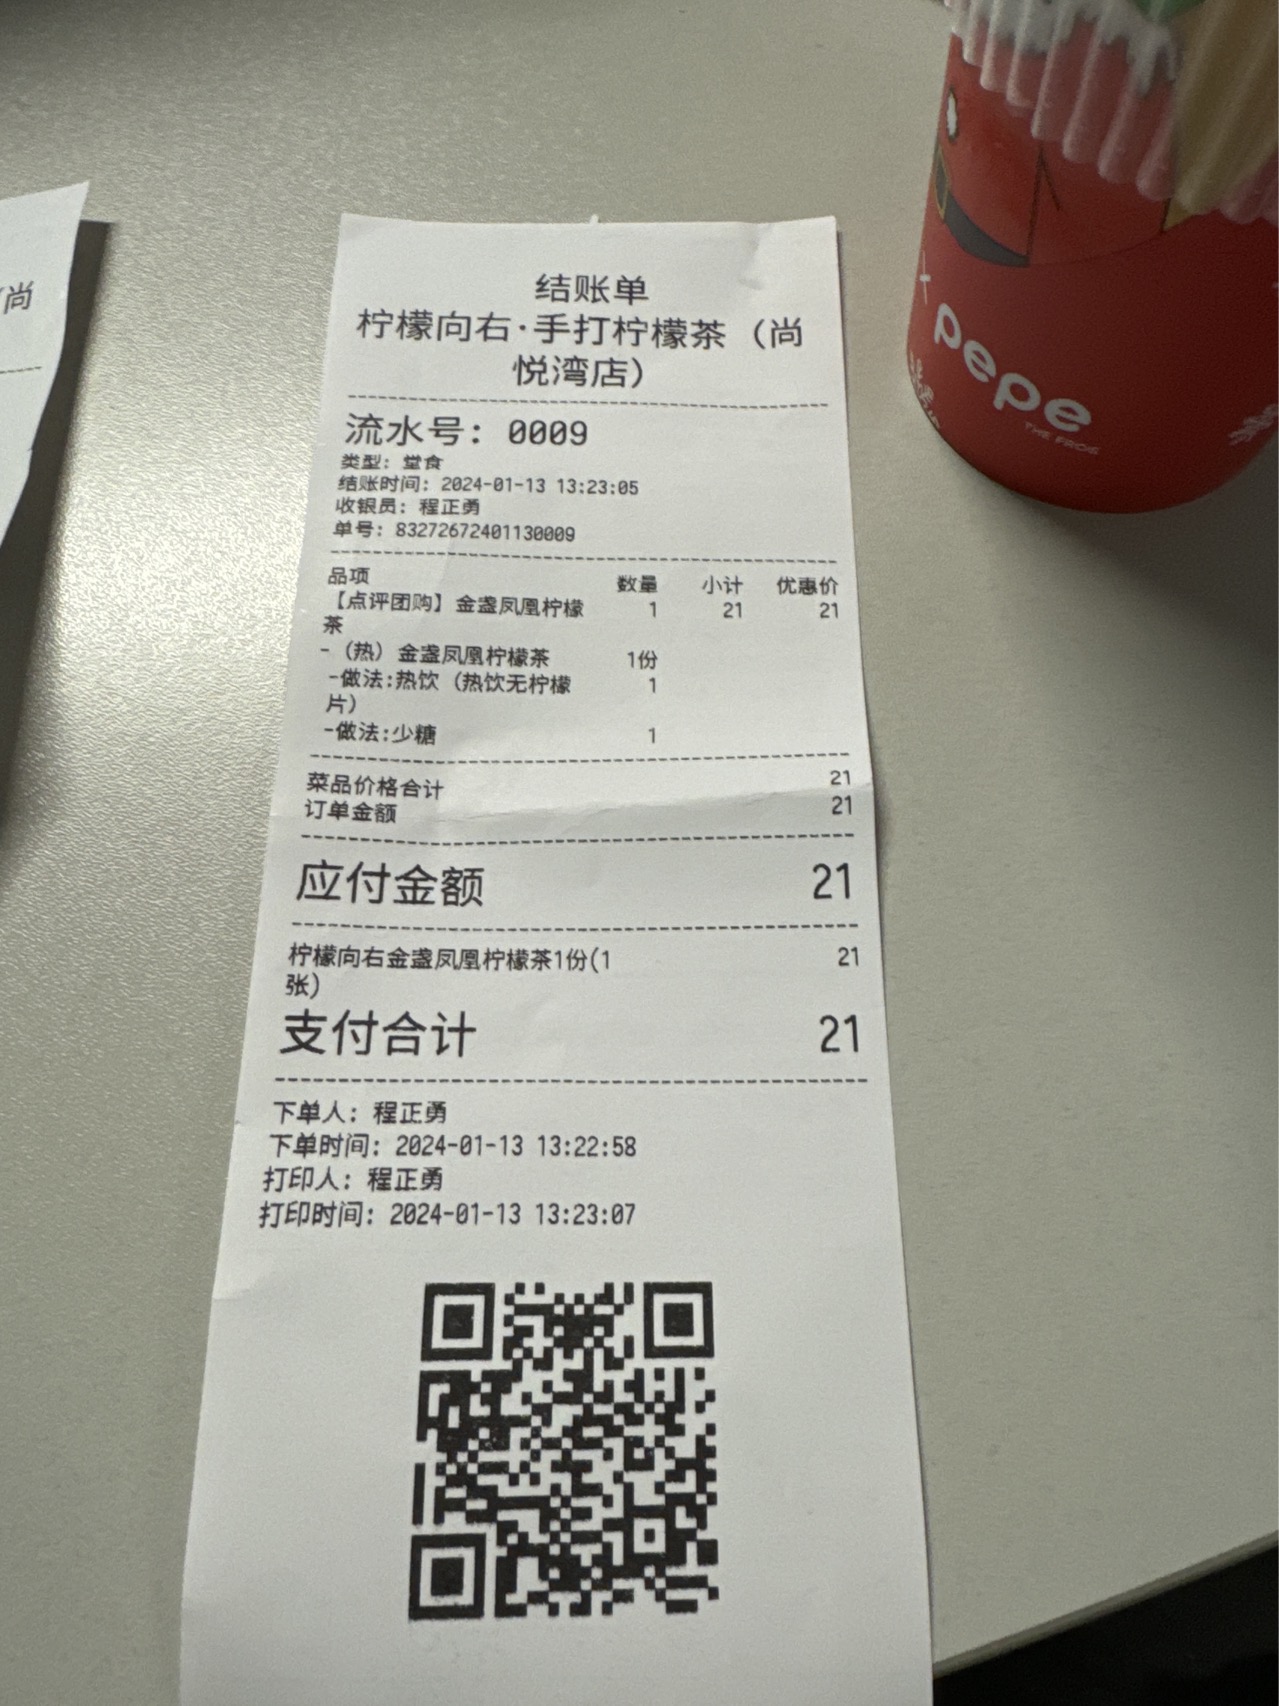 尚
结账单
柠檬向右·手打柠檬茶（尚
悦湾店）
流水号：0009
类型：堂食
结账时间：2024-01-13 13:23:05
收银员：程正勇
单号：83272672401130009
品项 数量 小计 优惠价
【点评团购】金盏凤凰柠檬 1 21 21
茶
-（热）金盏凤凰柠檬茶 1份
-做法:热饮（热饮无柠檬 1
片）
-做法:少糖 1
菜品价格合计 21
订单金额 21
应付金额 21
柠檬向右金盏凤凰柠檬茶1份(1 21
张)
支付合计 21
下单人：程正勇
下单时间：2024-01-13 13:22:58
打印人：程正勇
打印时间：2024-01-13 13:23:07
pepe
THE FROG